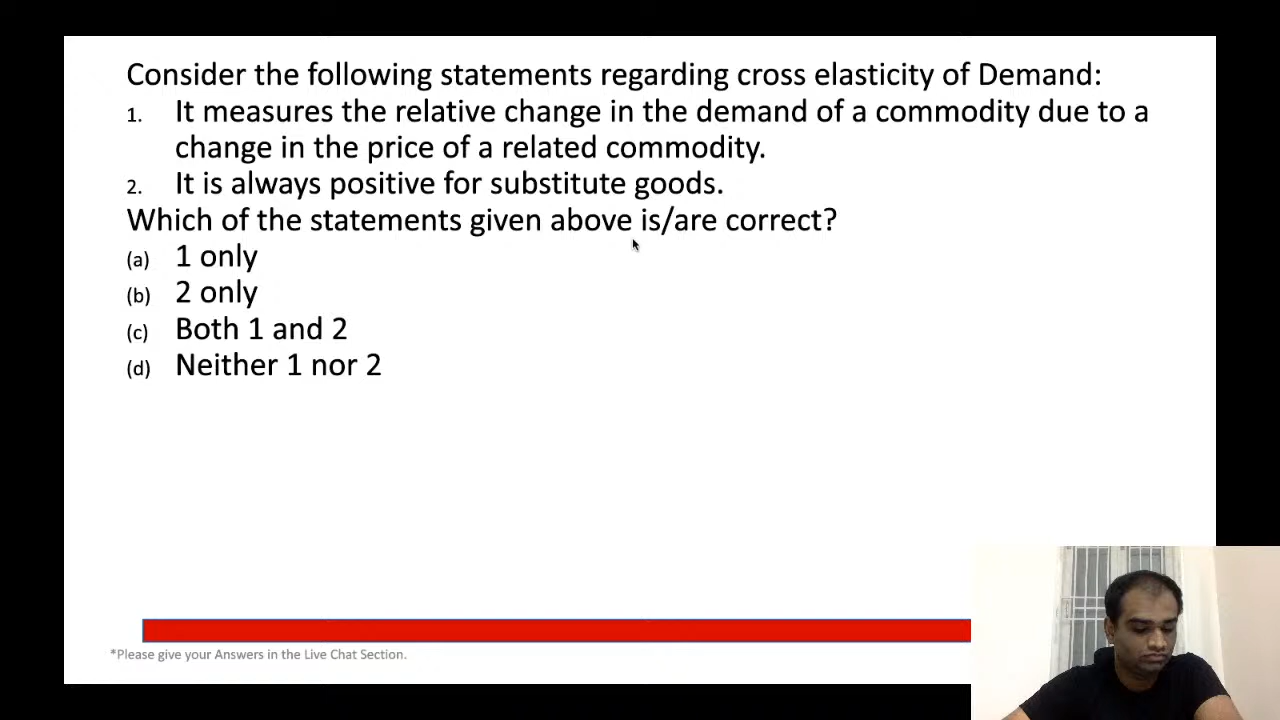 Consider the following statements regarding cross elasticity of Demand:
1. It measures the relative change in the demand of a commodity due to a
change in the price of a related commodity.
2. It is always positive for substitute goods.
Which of the statements given above is/are correct?
(a) 1 only
(b) 2 only
(c) Both 1 and 2
(d) Neither 1 nor 2
*Please give your Answers in the Live Chat Section.